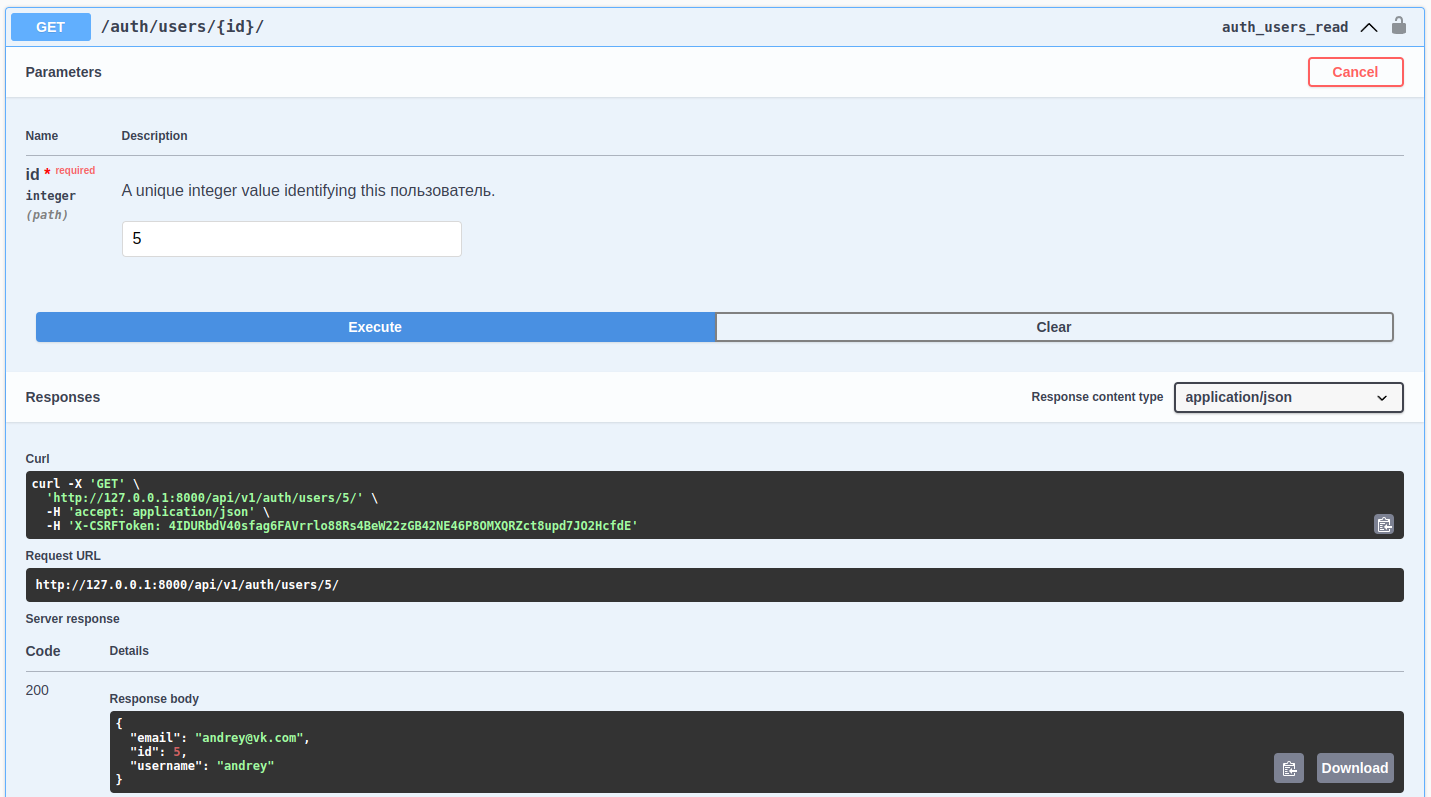 GET /auth/users/{id}/ auth_users_read
Parameters Cancel
Name Description
id * required
integer
(path)
A unique integer value identifying this пользователь.
5
Execute Clear
Responses Response content type application/json
Curl
curl -X 'GET' \
'http://127.0.0.1:8000/api/v1/auth/users/5/' \
-H 'accept: application/json' \
-H 'X-CSRFToken: 4IDURbdV40sfag6FAVrrlo88Rs4BeW22zGB42NE46P8OMXQRZct8upd7JO2HcfdE'
Request URL
http://127.0.0.1:8000/api/v1/auth/users/5/
Server response
Code Details
200
Response body
{
"email": "andrey@vk.com",
"id": 5,
"username": "andrey"
}
Download